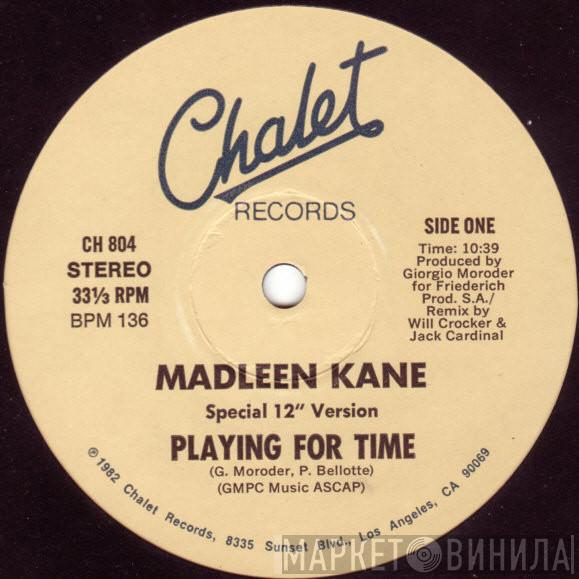 Chalet
RECORDS
CH 804
STEREO
33⅓ RPM
BPM 136
SIDE ONE
Time: 10:39
Produced by
Giorgio Moroder
for Friederich
Prod. S.A./
Remix by
Will Crocker &
Jack Cardinal
MADLEEN KANE
Special 12" Version
PLAYING FOR TIME
(G. Moroder, P. Bellotte)
(GMPC Music ASCAP)
℗1982 Chalet Records, 8335 Sunset Blvd., Los Angeles, CA 90069
МАРКЕТ ВИНИЛА